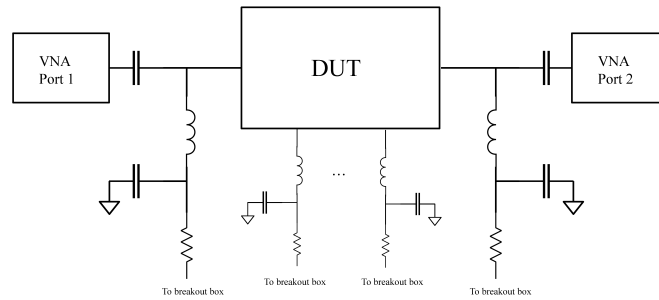 VNA
Port 1
DUT
VNA
Port 2
...
To breakout box
To breakout box
To breakout box
To breakout box